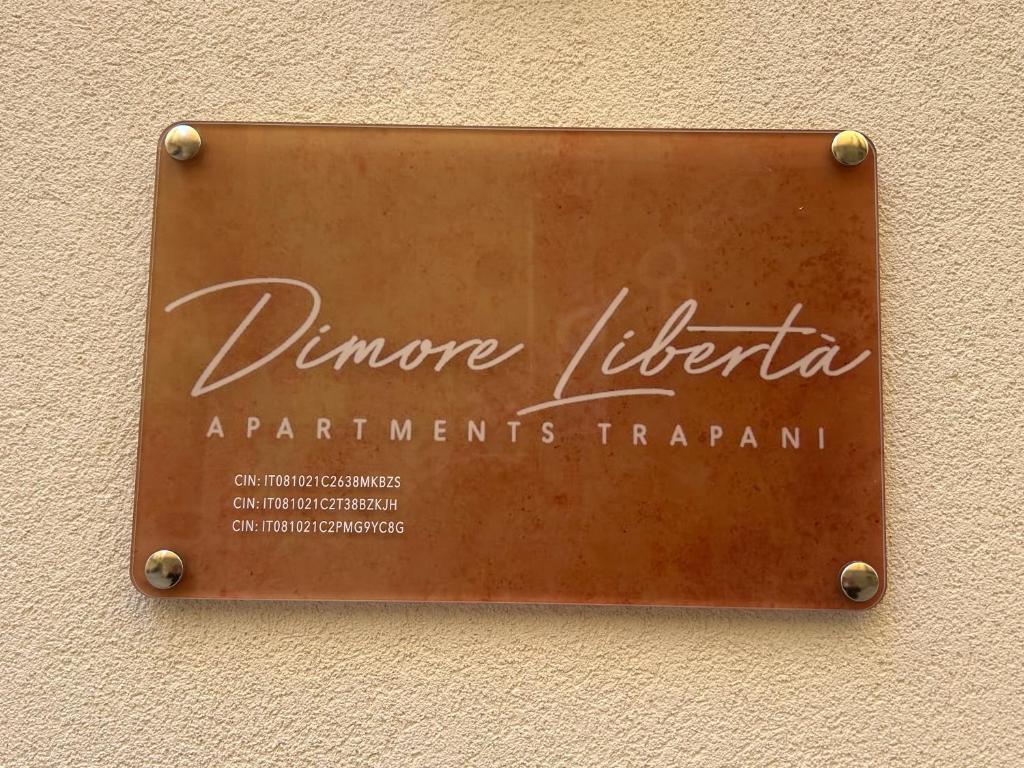 Dimore Libertà
APARTMENTS TRAPANI
CIN: IT081021C2638MKBZS
CIN: IT081021C2T38BZKJH
CIN: IT081021C2PMG9YC8G